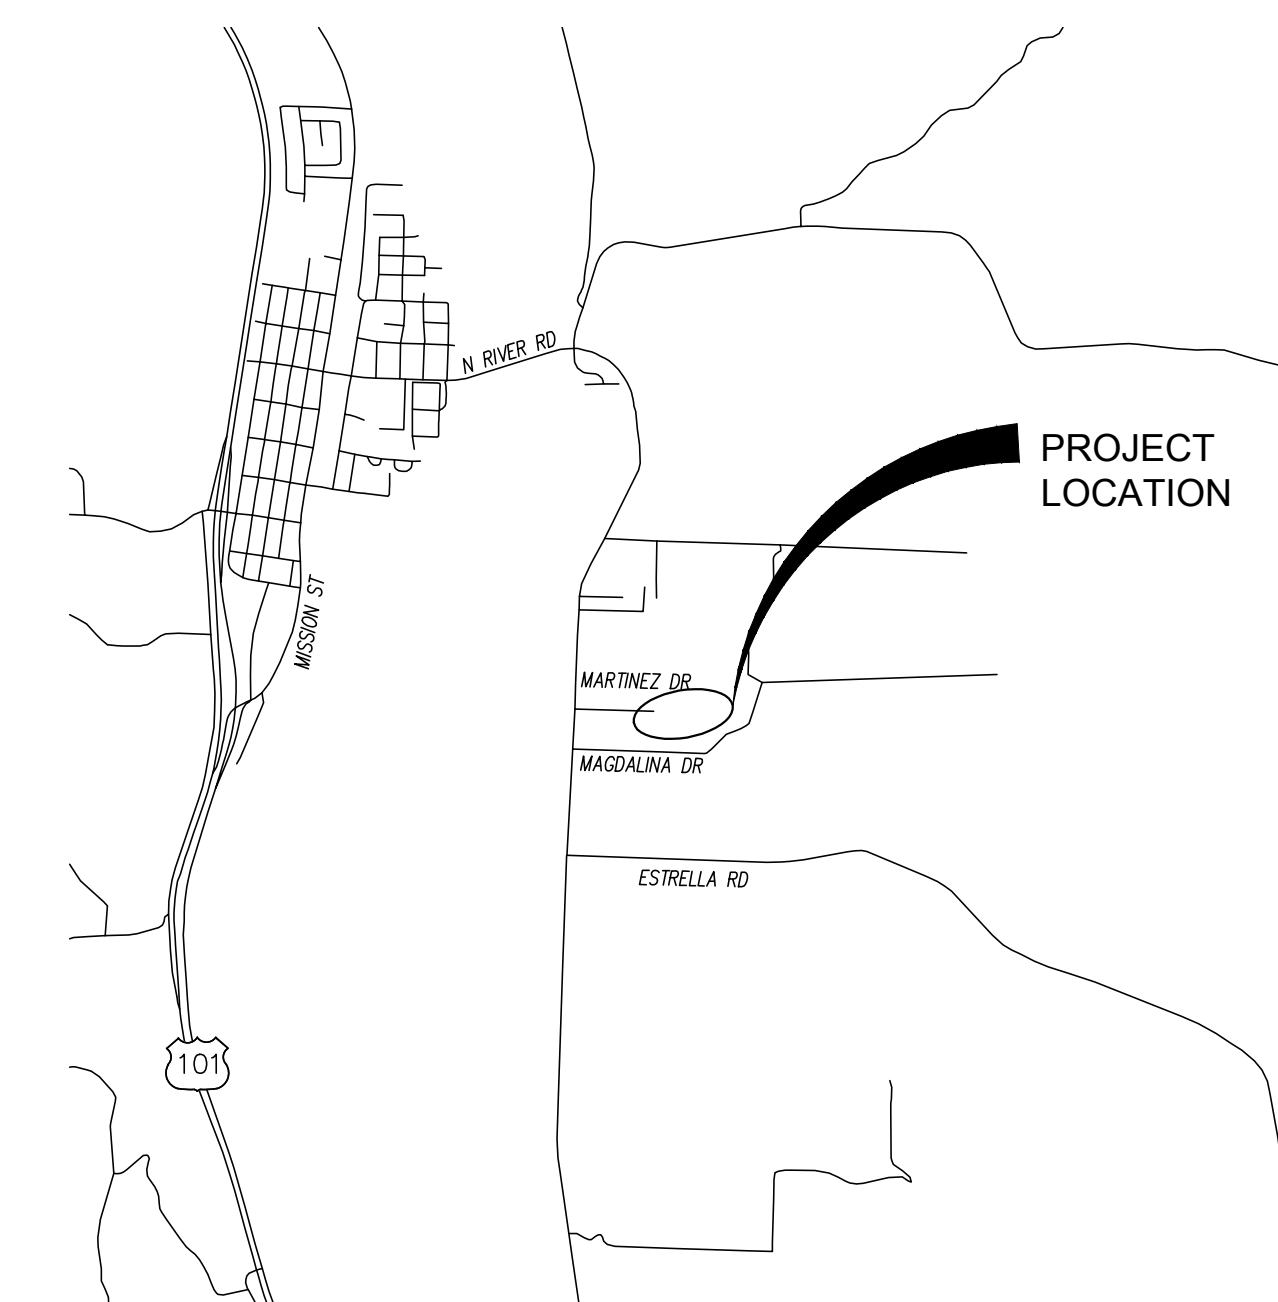 N RIVER RD
PROJECT
LOCATION
MISSION ST
MARTINEZ DR
MAGDALINA DR
ESTRELLA RD
101